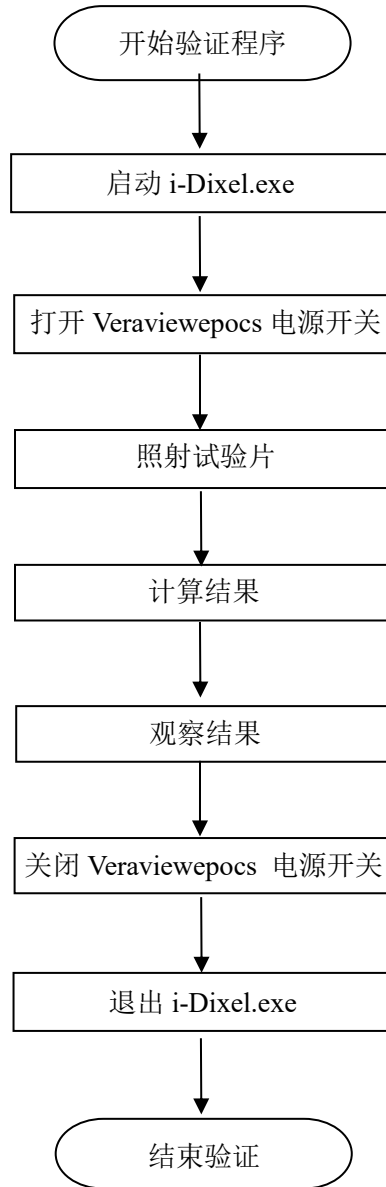 开始验证程序
启动 i-Dixel.exe
打开 Veraviewepocs 电源开关
照射试验片
计算结果
观察结果
关闭 Veraviewepocs 电源开关
退出 i-Dixel.exe
结束验证